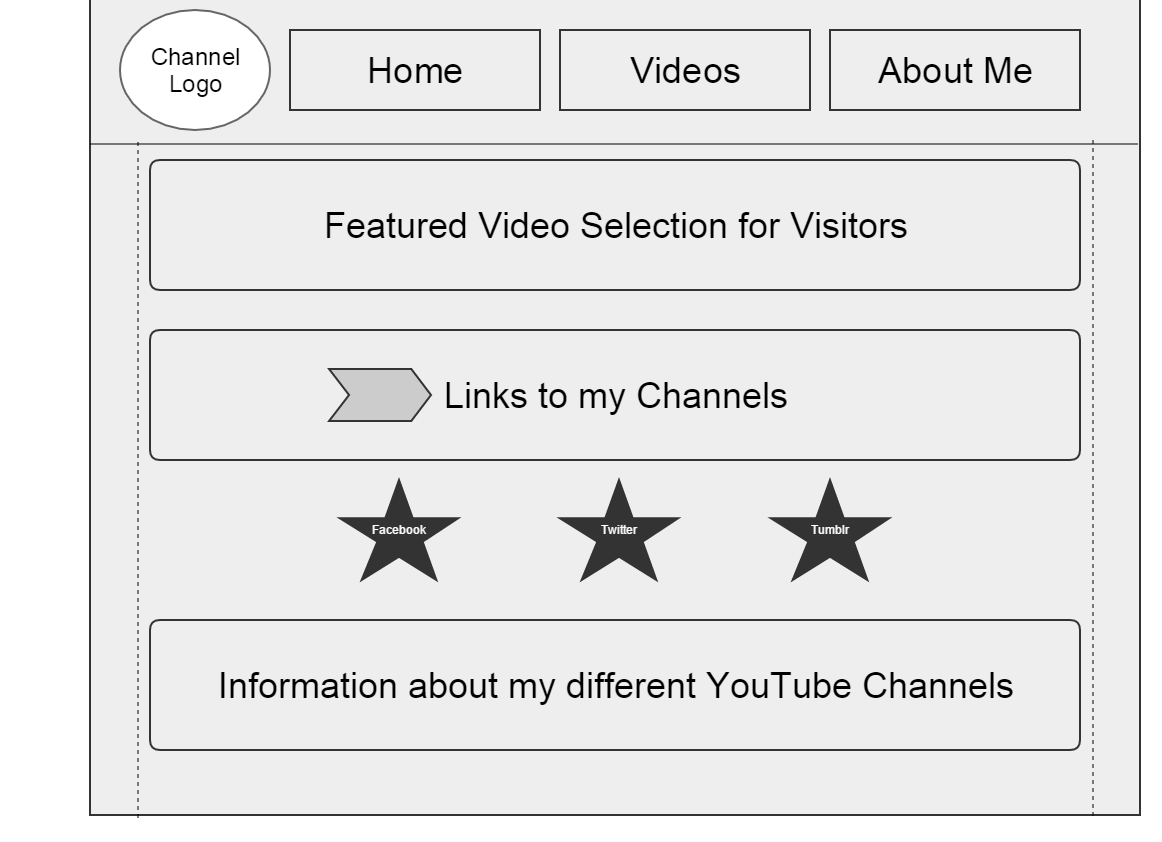 Channel
Logo
Home
Videos
About Me
Featured Video Selection for Visitors
Links to my Channels
Facebook
Twitter
Tumblr
Information about my different YouTube Channels